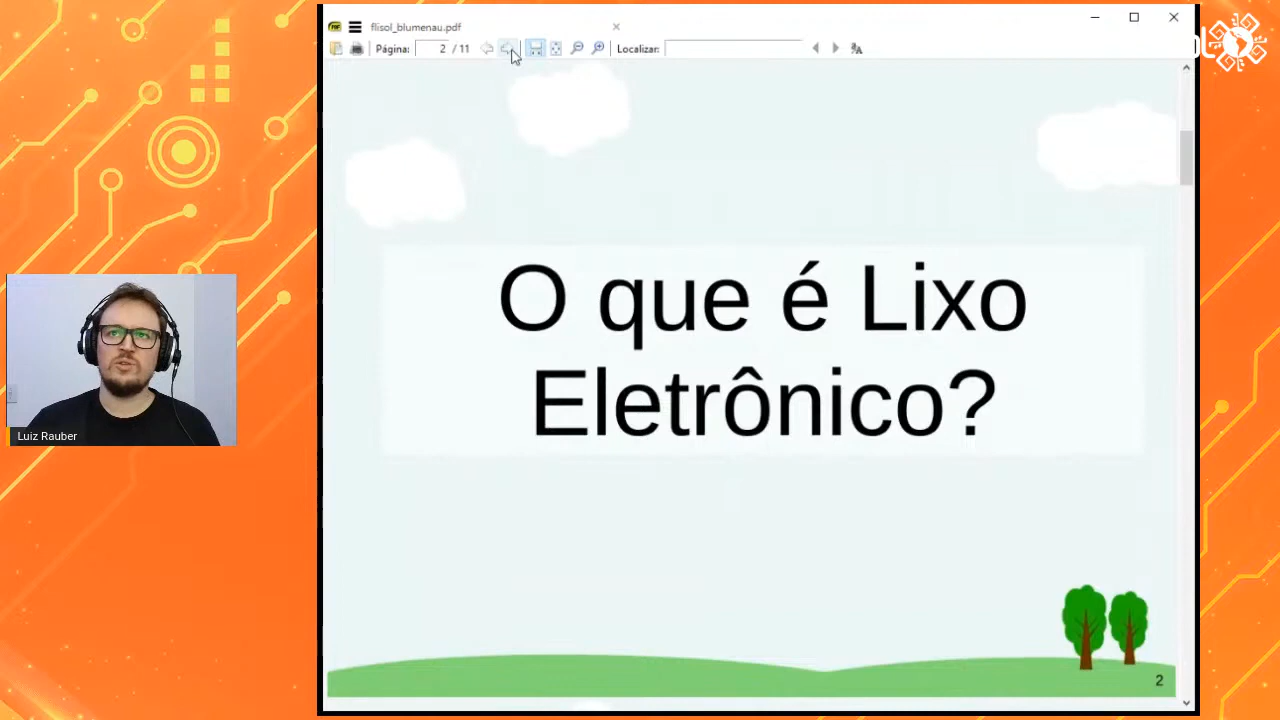 flisol_blumenau.pdf
Página: 2 / 11 Localizar:
O que é Lixo
Eletrônico?
2
Luiz Rauber